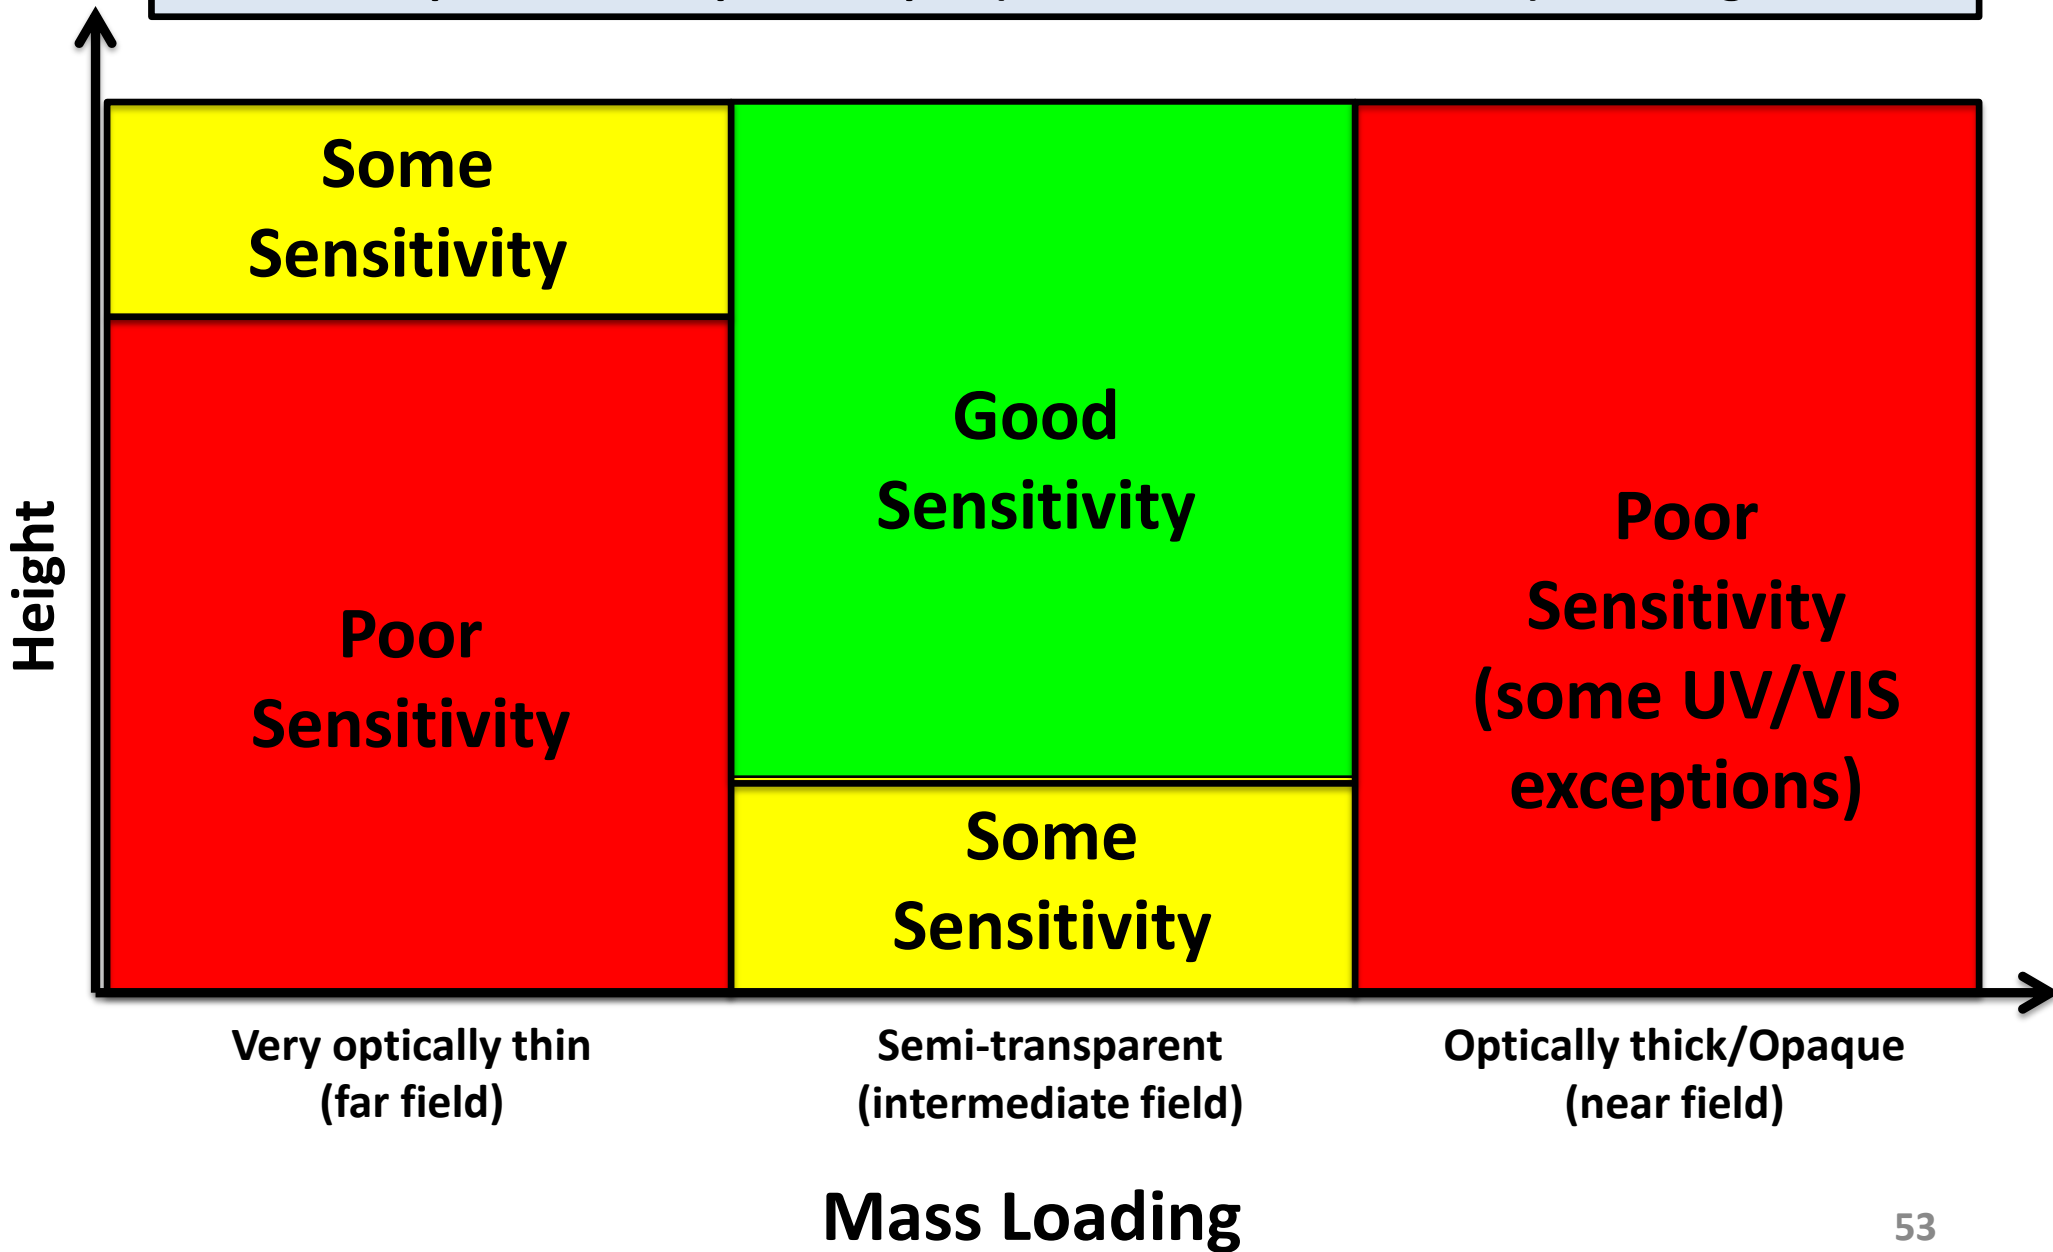 Some
Sensitivity
Poor
Sensitivity
Good
Sensitivity
Some
Sensitivity
Poor
Sensitivity
(some UV/VIS
exceptions)
Height
Very optically thin
(far field)
Semi-transparent
(intermediate field)
Optically thick/Opaque
(near field)
Mass Loading
53